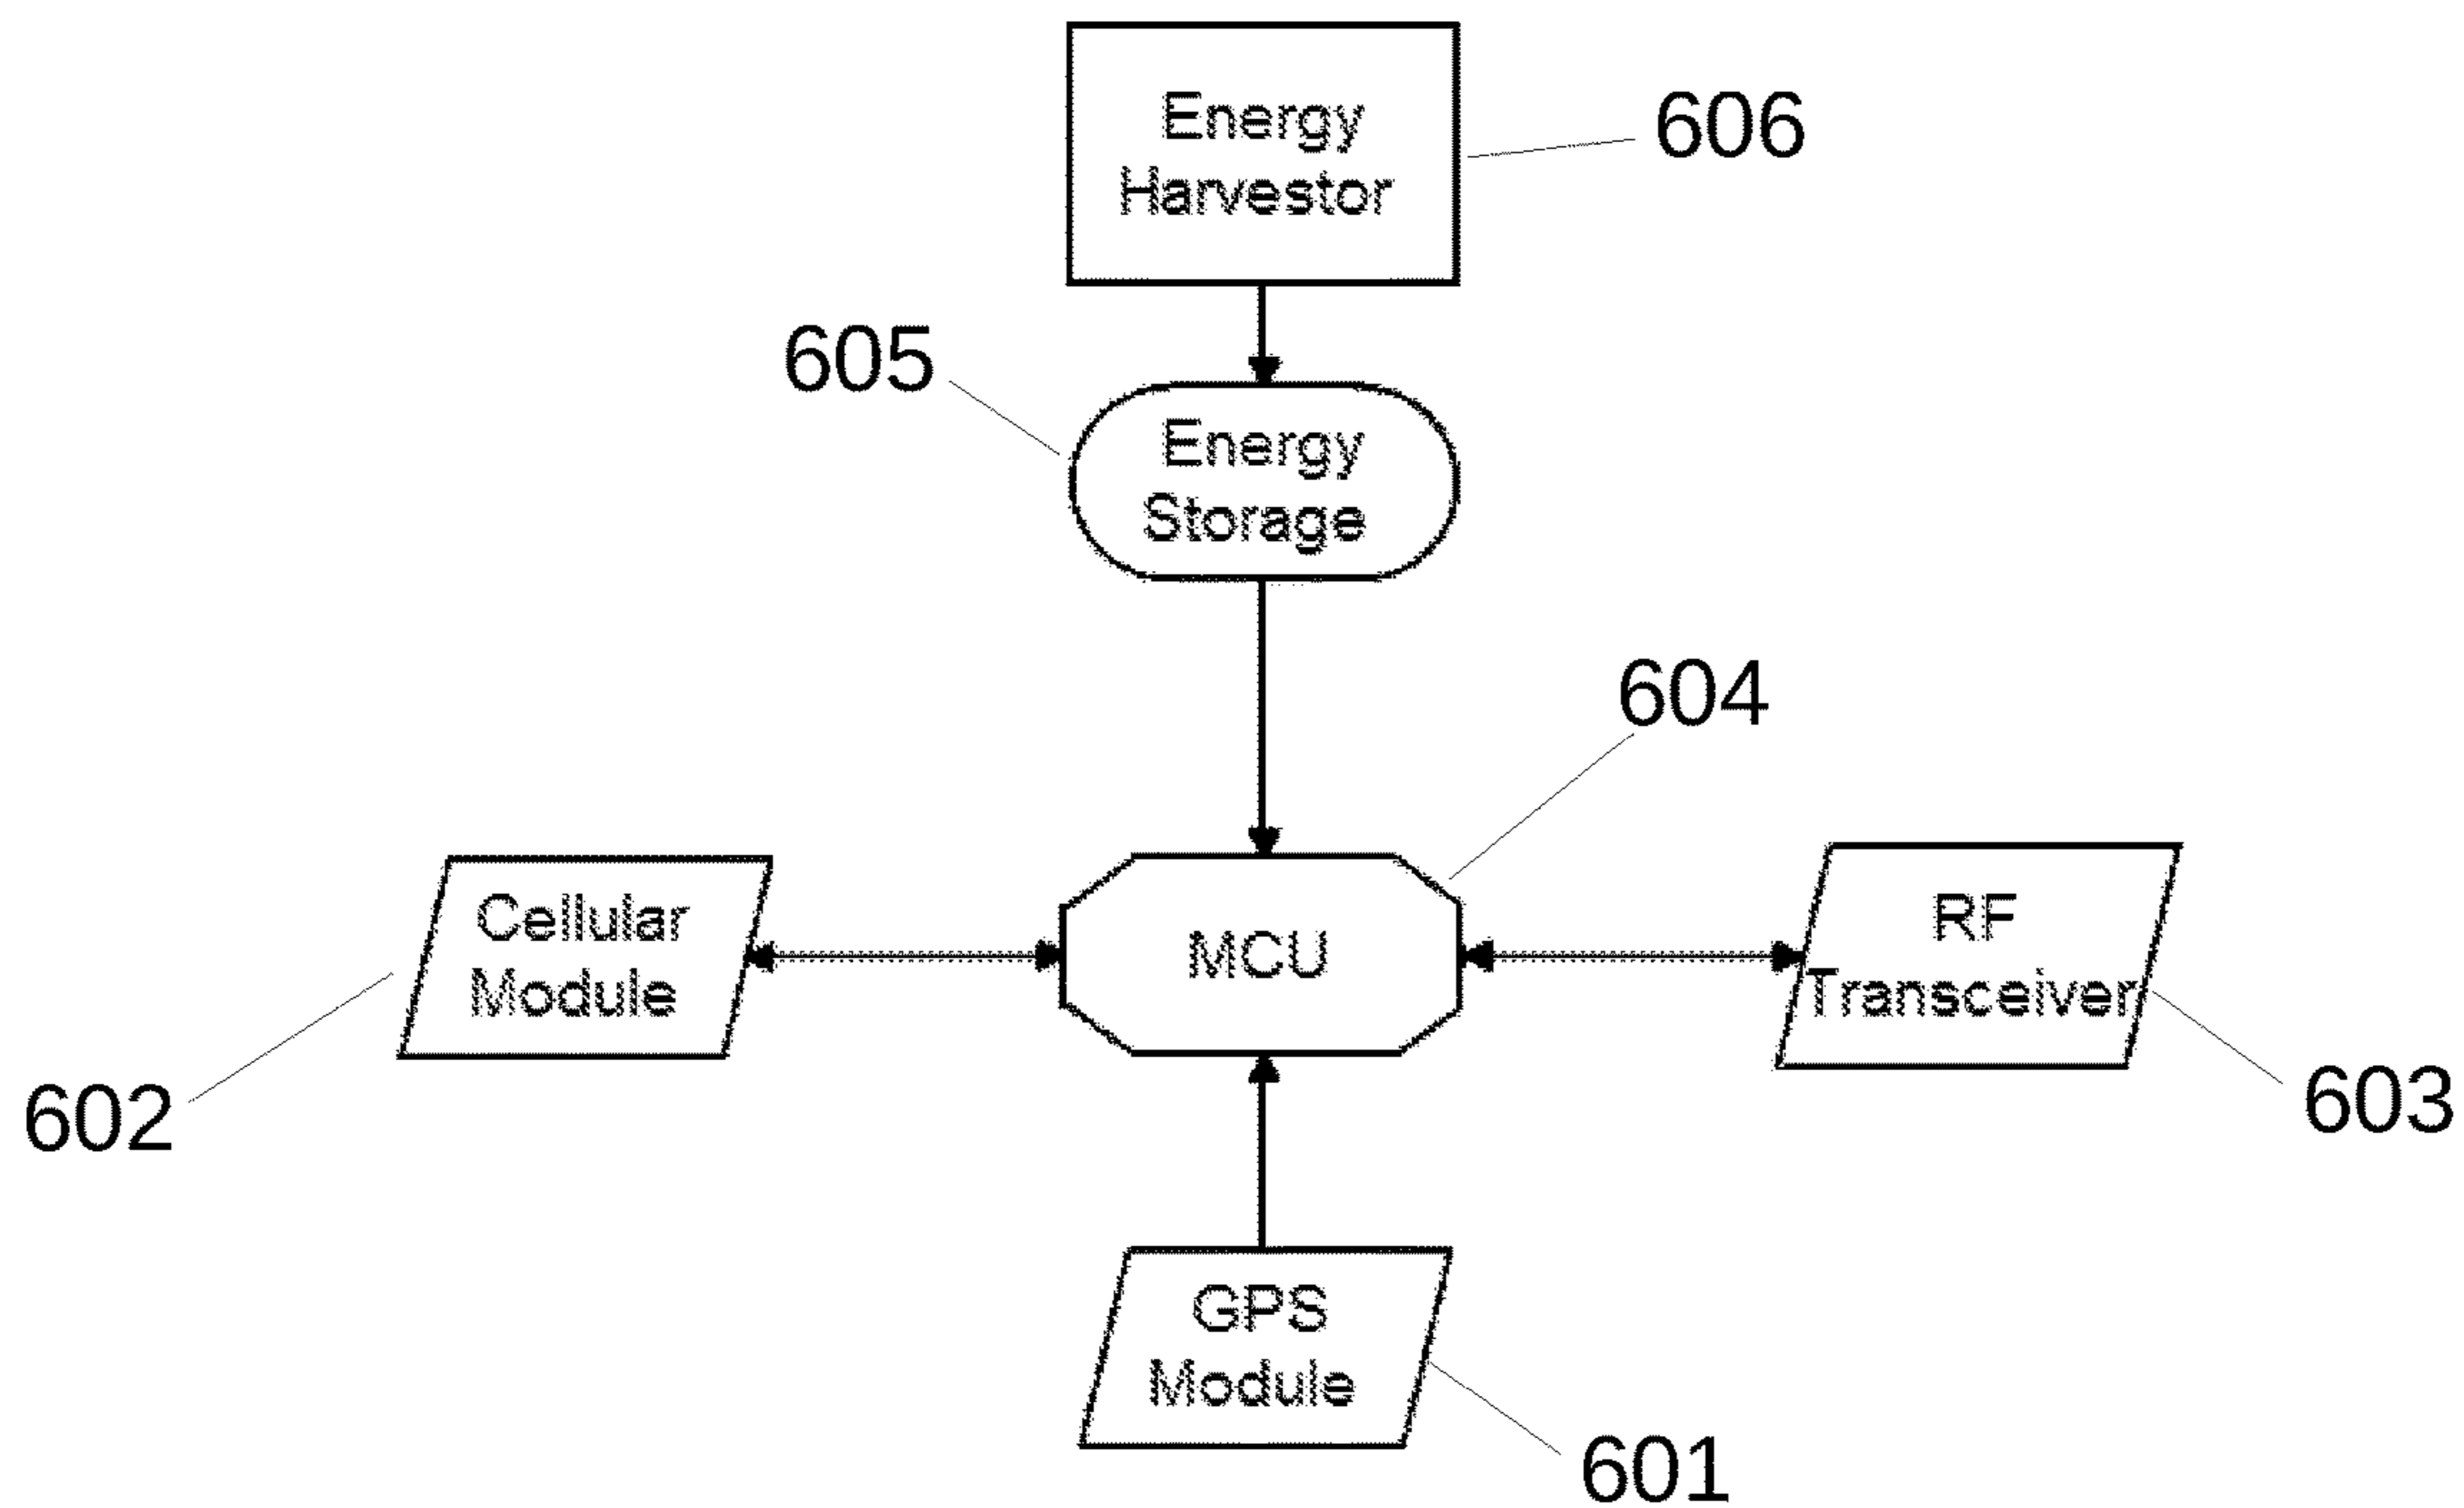 Energy
Harvestor
606
605
Energy
Storage
604
Cellular
Module
MCU
RF
Transceiver
602
603
GPS
Module
601